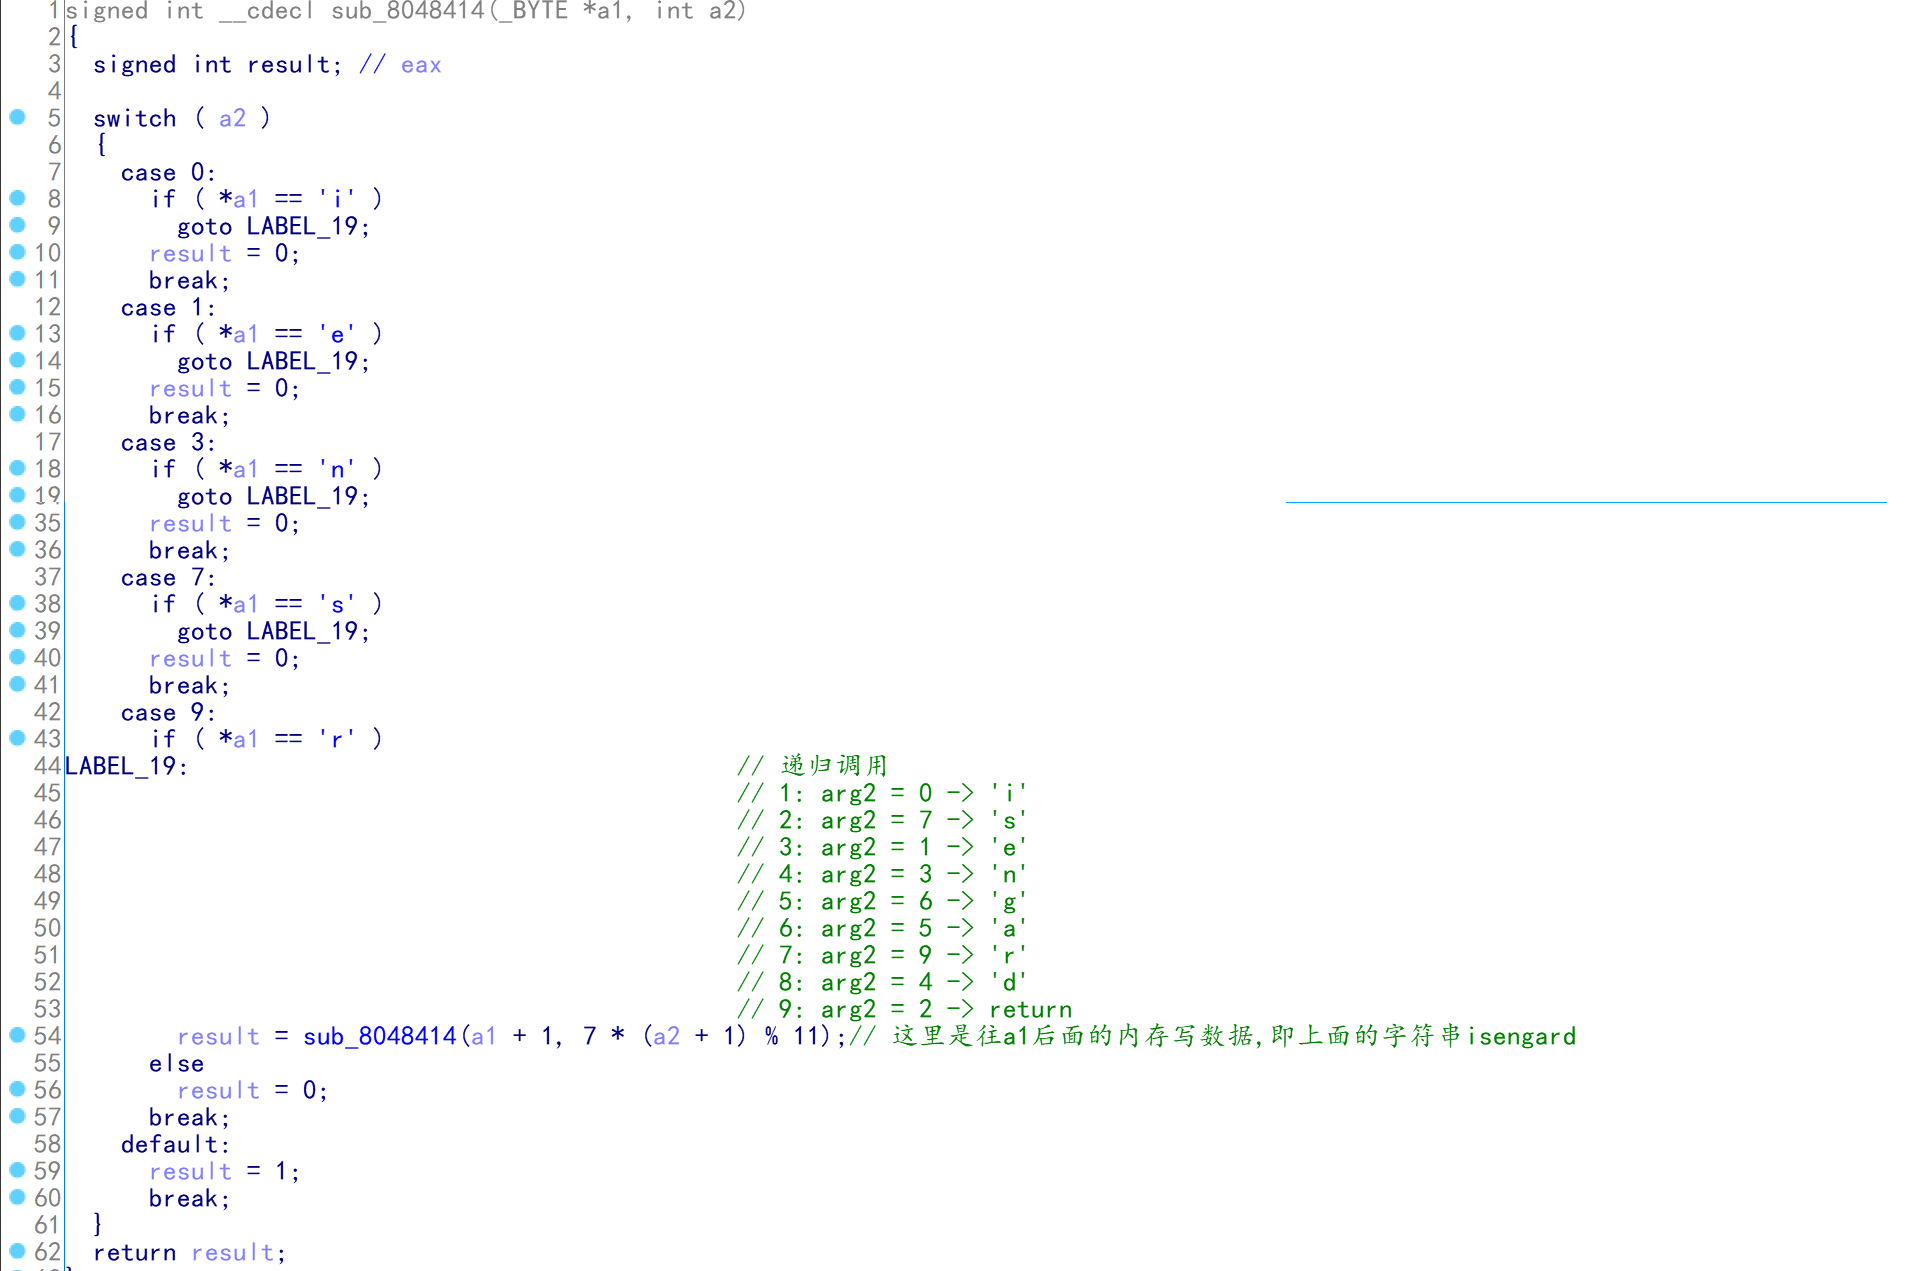 1 signed int __cdecl sub_8048414(_BYTE *a1, int a2)
2 {
3   signed int result; // eax
4
5   switch ( a2 )
6   {
7     case 0:
8       if ( *a1 == 'i' )
9         goto LABEL_19;
10       result = 0;
11       break;
12     case 1:
13       if ( *a1 == 'e' )
14         goto LABEL_19;
15       result = 0;
16       break;
17     case 3:
18       if ( *a1 == 'n' )
19         goto LABEL_19;
35       result = 0;
36       break;
37     case 7:
38       if ( *a1 == 's' )
39         goto LABEL_19;
40       result = 0;
41       break;
42     case 9:
43       if ( *a1 == 'r' )
44 LABEL_19: // 递归调用
45 // 1: arg2 = 0 -> 'i'
46 // 2: arg2 = 7 -> 's'
47 // 3: arg2 = 1 -> 'e'
48 // 4: arg2 = 3 -> 'n'
49 // 5: arg2 = 6 -> 'g'
50 // 6: arg2 = 5 -> 'a'
51 // 7: arg2 = 9 -> 'r'
52 // 8: arg2 = 4 -> 'd'
53 // 9: arg2 = 2 -> return
54         result = sub_8048414(a1 + 1, 7 * (a2 + 1) % 11);// 这里是往a1后面的内存写数据,即上面的字符串isengard
55       else
56         result = 0;
57       break;
58     default:
59       result = 1;
60       break;
61   }
62   return result;